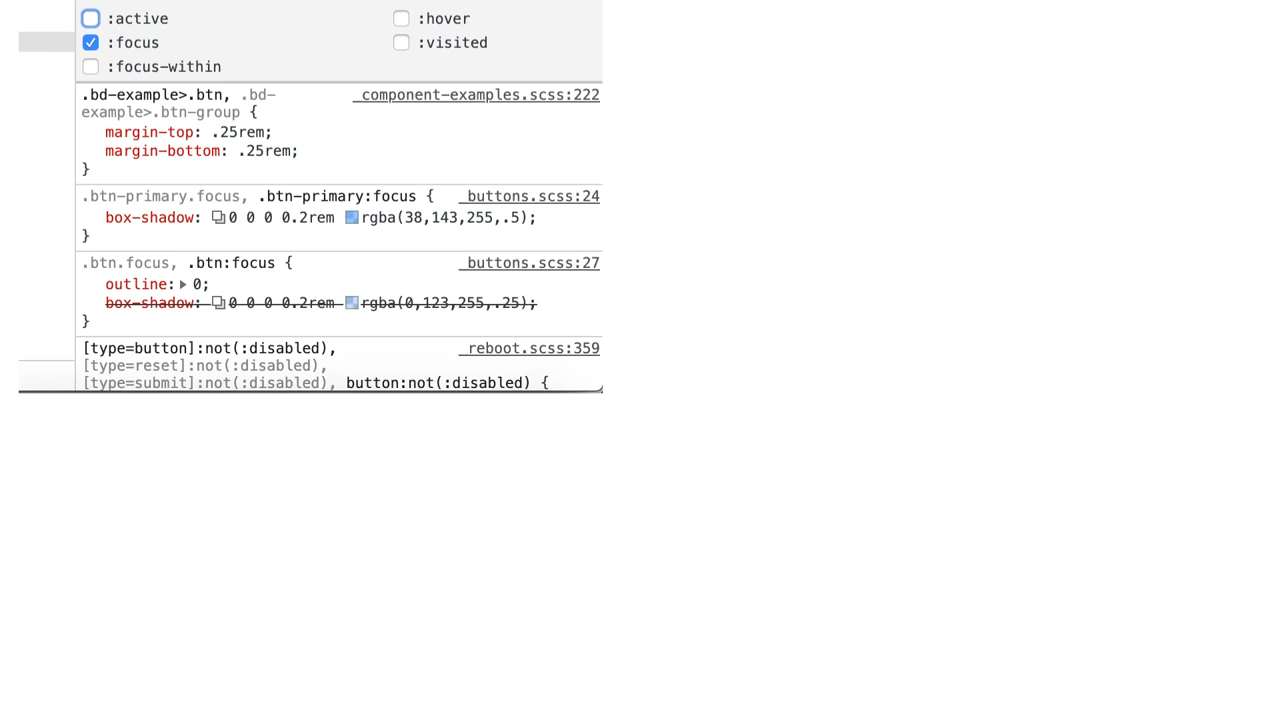 :active :hover
:focus :visited
:focus-within
.bd-example>.btn, .bd- _component-examples.scss:222
example>.btn-group {
margin-top: .25rem;
margin-bottom: .25rem;
}
.btn-primary.focus, .btn-primary:focus { _buttons.scss:24
box-shadow: 0 0 0 0.2rem rgba(38,143,255,.5);
}
.btn.focus, .btn:focus { _buttons.scss:27
outline: 0;
box-shadow: 0 0 0 0.2rem rgba(0,123,255,.25);
}
[type=button]:not(:disabled), _reboot.scss:359
[type=reset]:not(:disabled),
[type=submit]:not(:disabled), button:not(:disabled) {